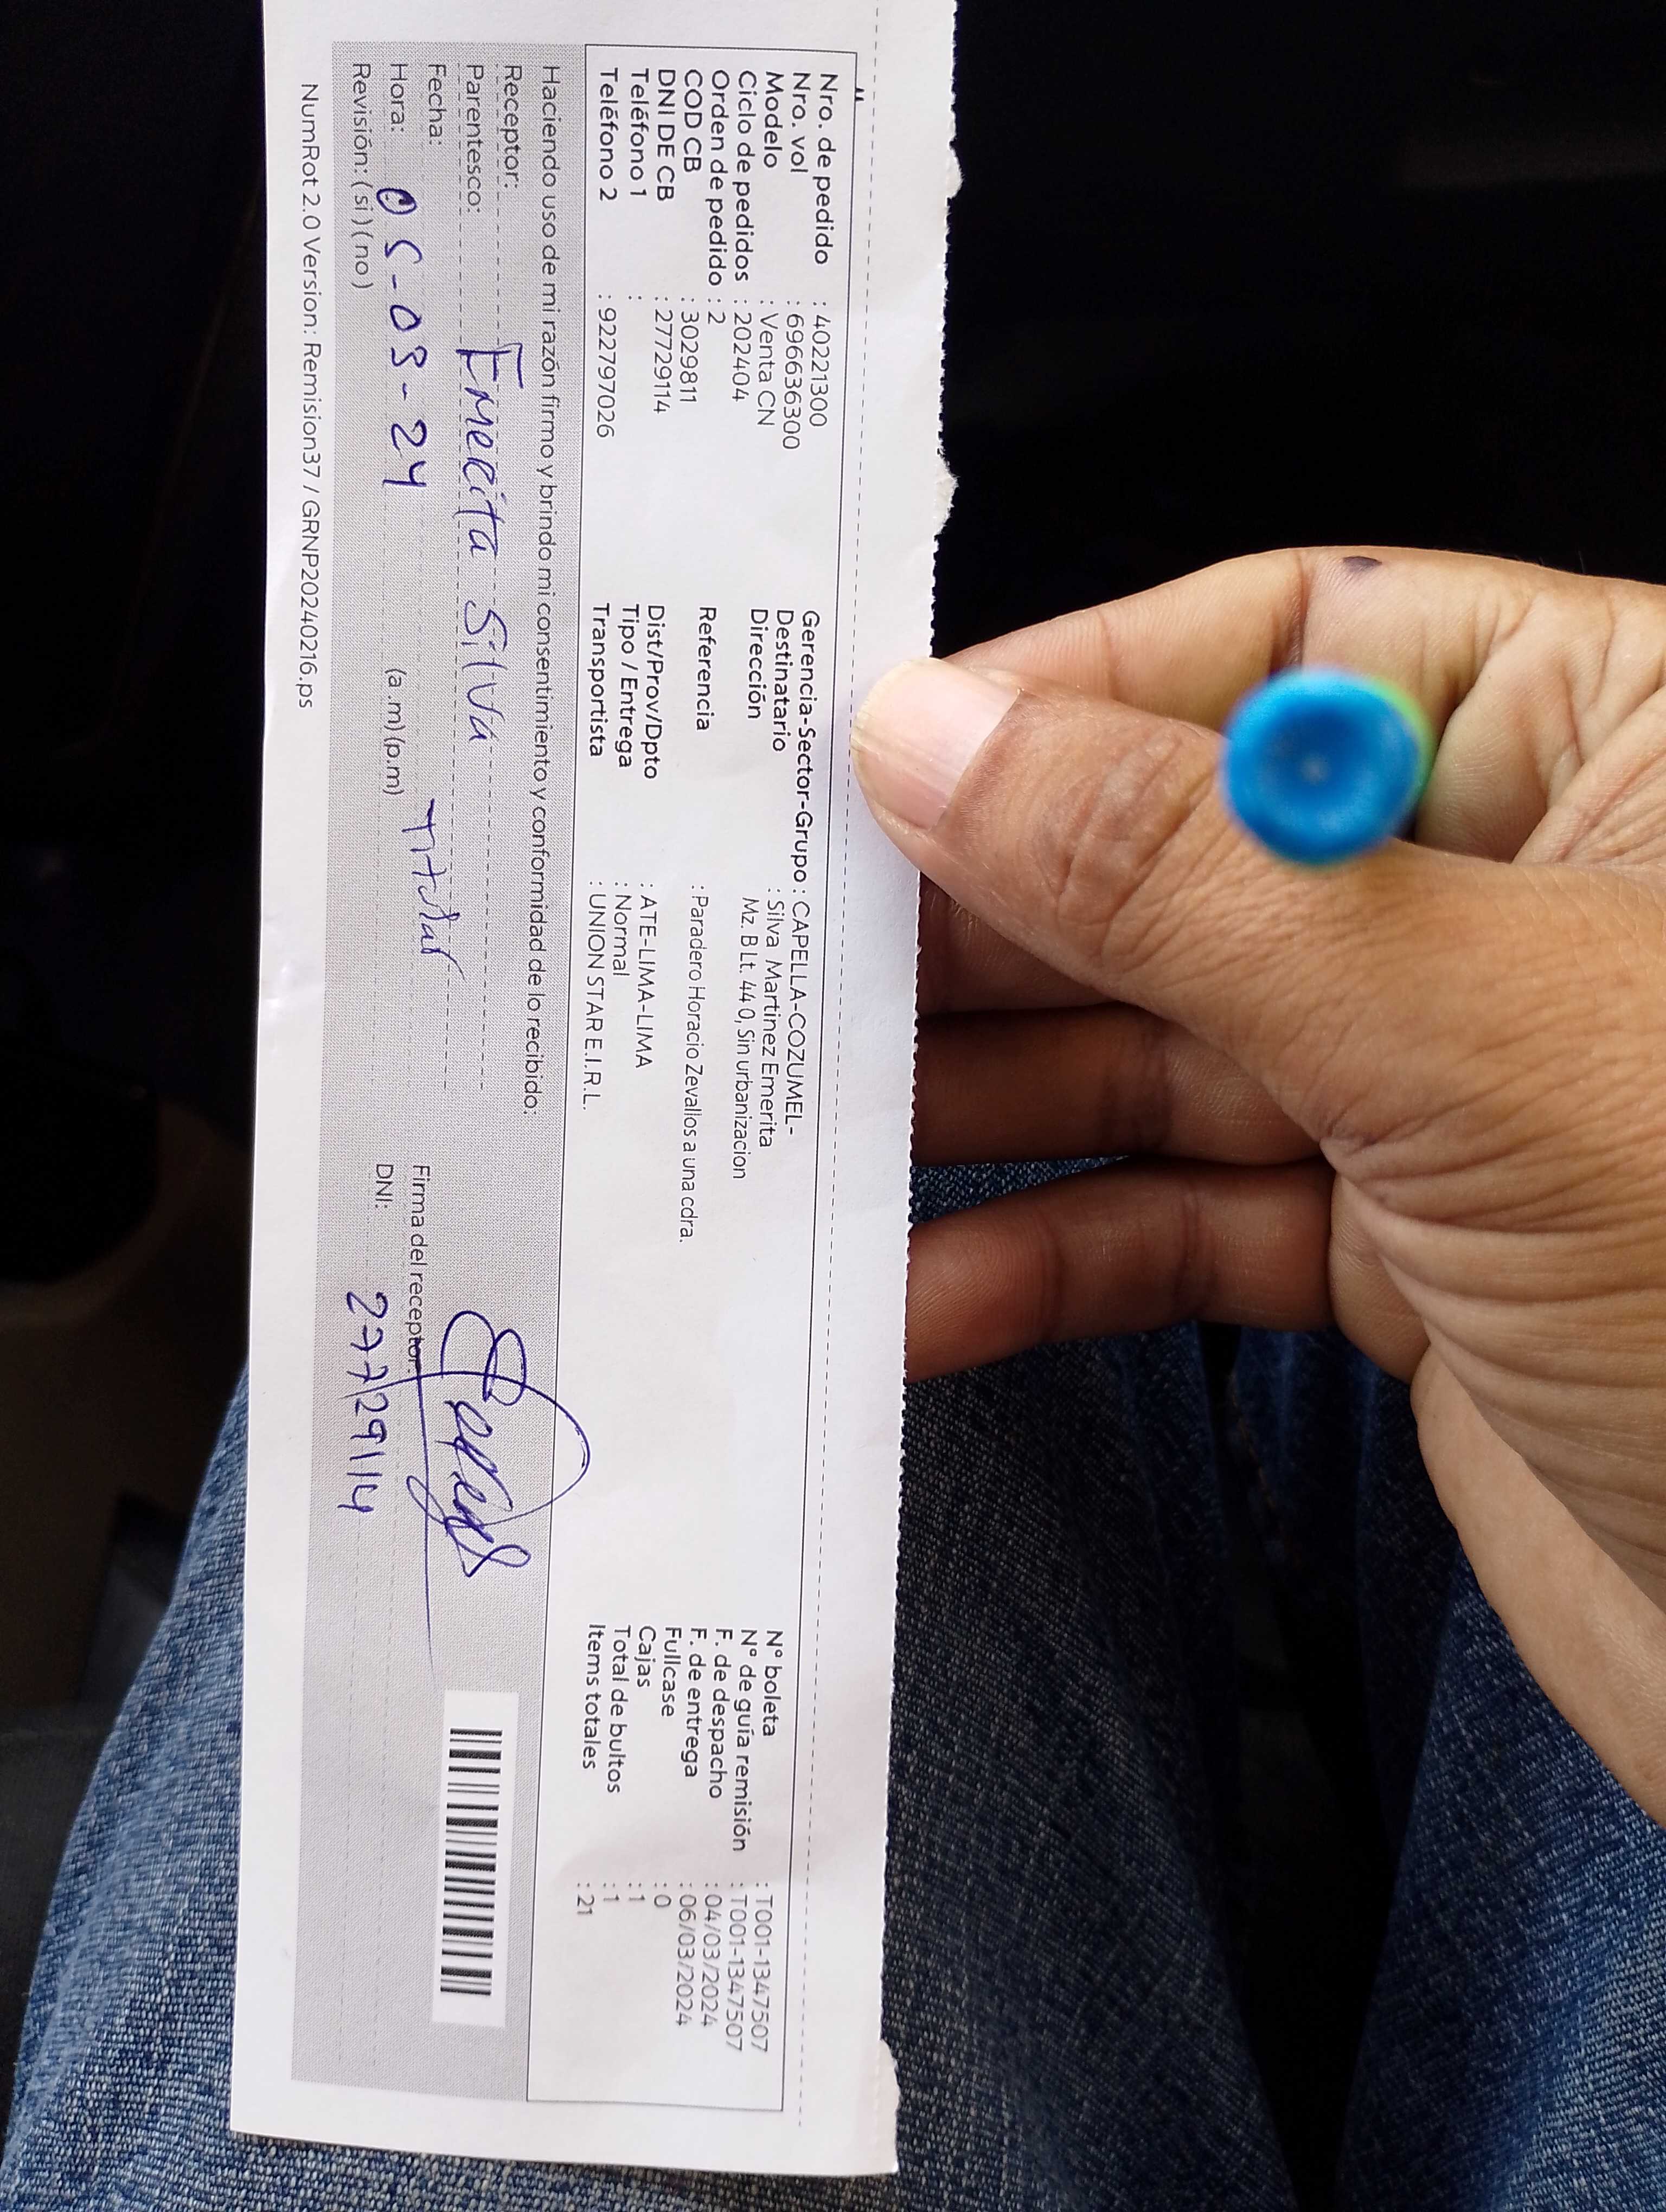 Nro. de pedido : 40221300
Nro. vol : 696636300
Modelo : Venta CN
Ciclo de pedidos : 202404
Orden de pedido : 2
COD CB : 3029811
DNI DE CB : 27729114
Teléfono 1 :
Teléfono 2 : 922797026
Gerencia-Sector-Grupo : CAPELLA-COZUMEL-
Destinatario : Silva Martinez Emerita
Dirección Mz. B Lt. 44 0, Sin urbanizacion
Referencia : Paradero Horacio Zevallos a una cdra.
Dist/Prov/Dpto : ATE-LIMA-LIMA
Tipo / Entrega : Normal
Transportista : UNION STAR E.I.R.L.
N° boleta : T001-1347507
N° de guía remisión : T001-1347507
F. de despacho : 04/03/2024
F. de entrega : 06/03/2024
Fullcase : 0
Cajas : 1
Total de bultos : 1
Items totales : 21
Haciendo uso de mi razón firmo y brindo mi consentimiento y conformidad de lo recibido:
Receptor: Emerita Silva
Parentesco: titular
Fecha: 05-03-24
Hora: (a.m) (p.m)
Revisión: ( si ) ( no )
Firma del receptor:
DNI: 27729114
NumRot 2.0 Version: Remision37 / GRNP20240216.ps